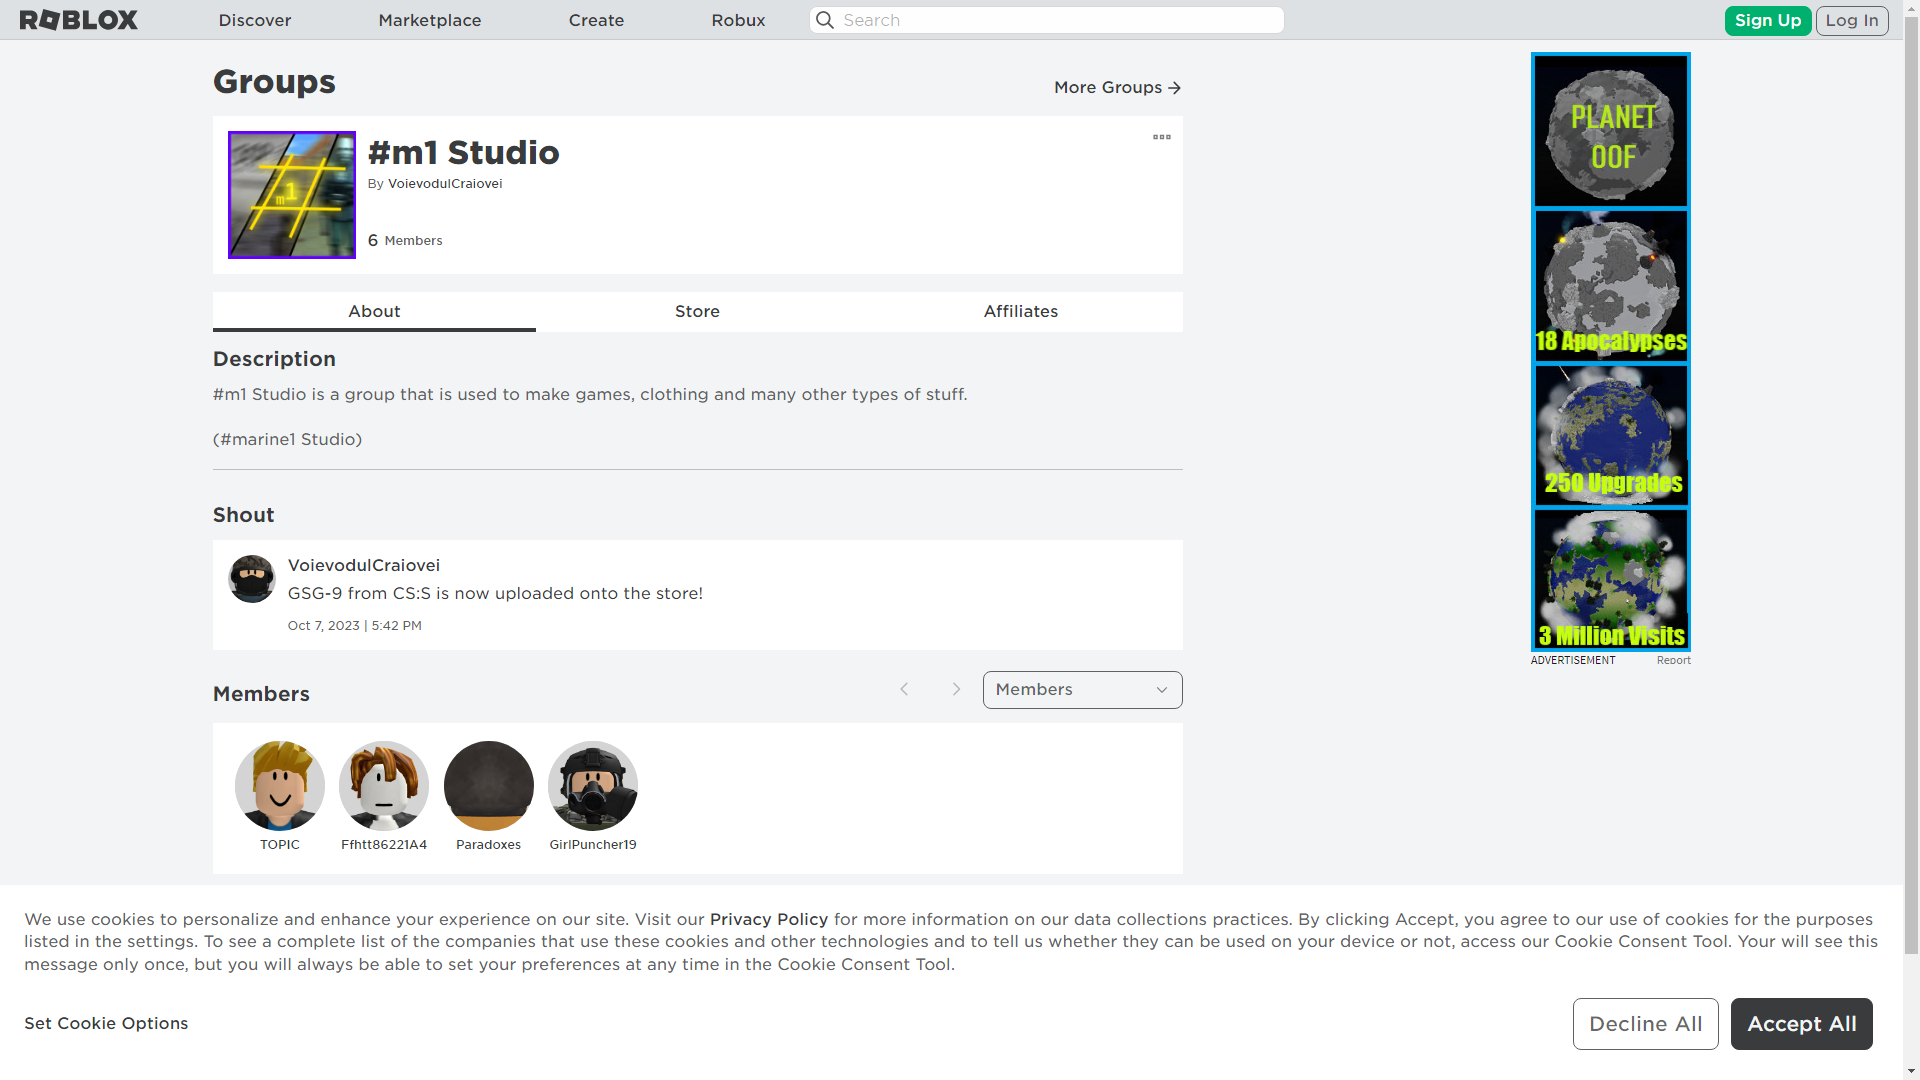 ROBLOX
Discover
Marketplace
Create
Robux
Search
Sign Up
Log In
Groups
More Groups
m1
#m1 Studio
By VoievodulCraiovei
6 Members
About
Store
Affiliates
Description
#m1 Studio is a group that is used to make games, clothing and many other types of stuff.
(#marine1 Studio)
Shout
VoievodulCraiovei
GSG-9 from CS:S is now uploaded onto the store!
Oct 7, 2023 | 5:42 PM
Members
Members
TOPIC
Ffhtt86221A4
Paradoxes
GirlPuncher19
PLANET
OOF
18 Apocalypses
250 Upgrades
3 Million Visits
ADVERTISEMENT
Report
We use cookies to personalize and enhance your experience on our site. Visit our Privacy Policy for more information on our data collections practices. By clicking Accept, you agree to our use of cookies for the purposes
listed in the settings. To see a complete list of the companies that use these cookies and other technologies and to tell us whether they can be used on your device or not, access our Cookie Consent Tool. Your will see this
message only once, but you will always be able to set your preferences at any time in the Cookie Consent Tool.
Set Cookie Options
Decline All
Accept All